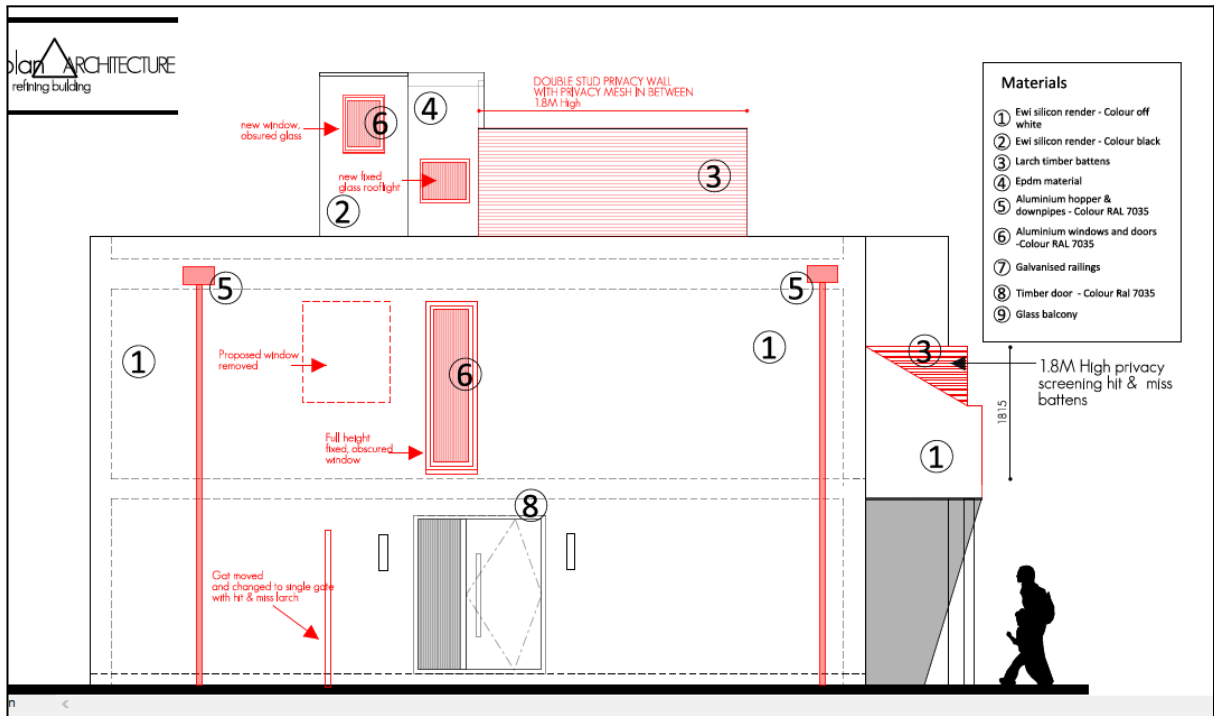 plan ARCHITECTURE
refining building
DOUBLE STUD PRIVACY WALL
WITH PRIVACY MESH IN BETWEEN
1.8M High
new window,
obsured glass
6
4
new fixed
glass rooflight
2
3
Materials
1 Ewi silicon render - Colour off
white
2 Ewi silicon render - Colour black
3 Larch timber battens
4 Epdm material
5 Aluminium hopper &
downpipes - Colour RAL 7035
6 Aluminium windows and doors
-Colour RAL 7035
7 Galvanised railings
8 Timber door - Colour Ral 7035
9 Glass balcony
5
5
1
Proposed window
removed
6
1
3
1.8M High privacy
screening hit & miss
battens
1815
Full height
fixed, obscured
window
1
8
Gat moved
and changed to single gate
with hit & miss larch
n